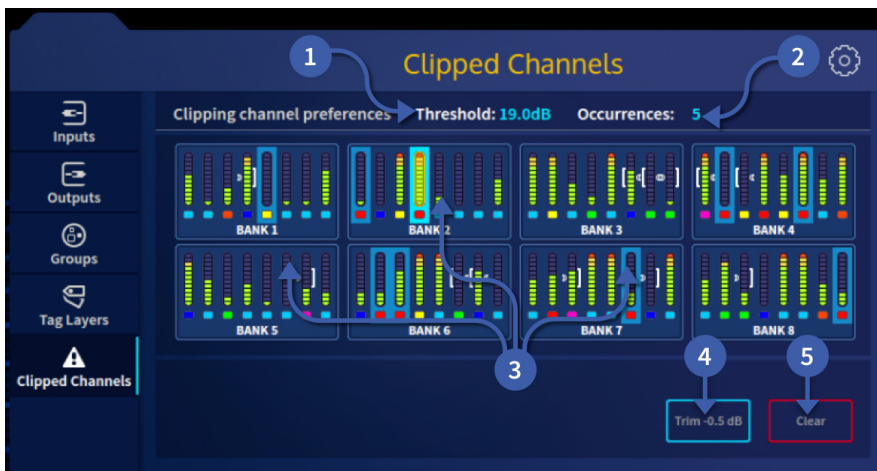 1
2
Clipped Channels
Clipping channel preferences Threshold: 19.0dB Occurrences: 5
Inputs
Outputs
Groups
Tag Layers
Clipped Channels
BANK 1
BANK 2
BANK 3
BANK 4
BANK 5
BANK 6
BANK 7
BANK 8
3
4
5
Trim -0.5 dB
Clear